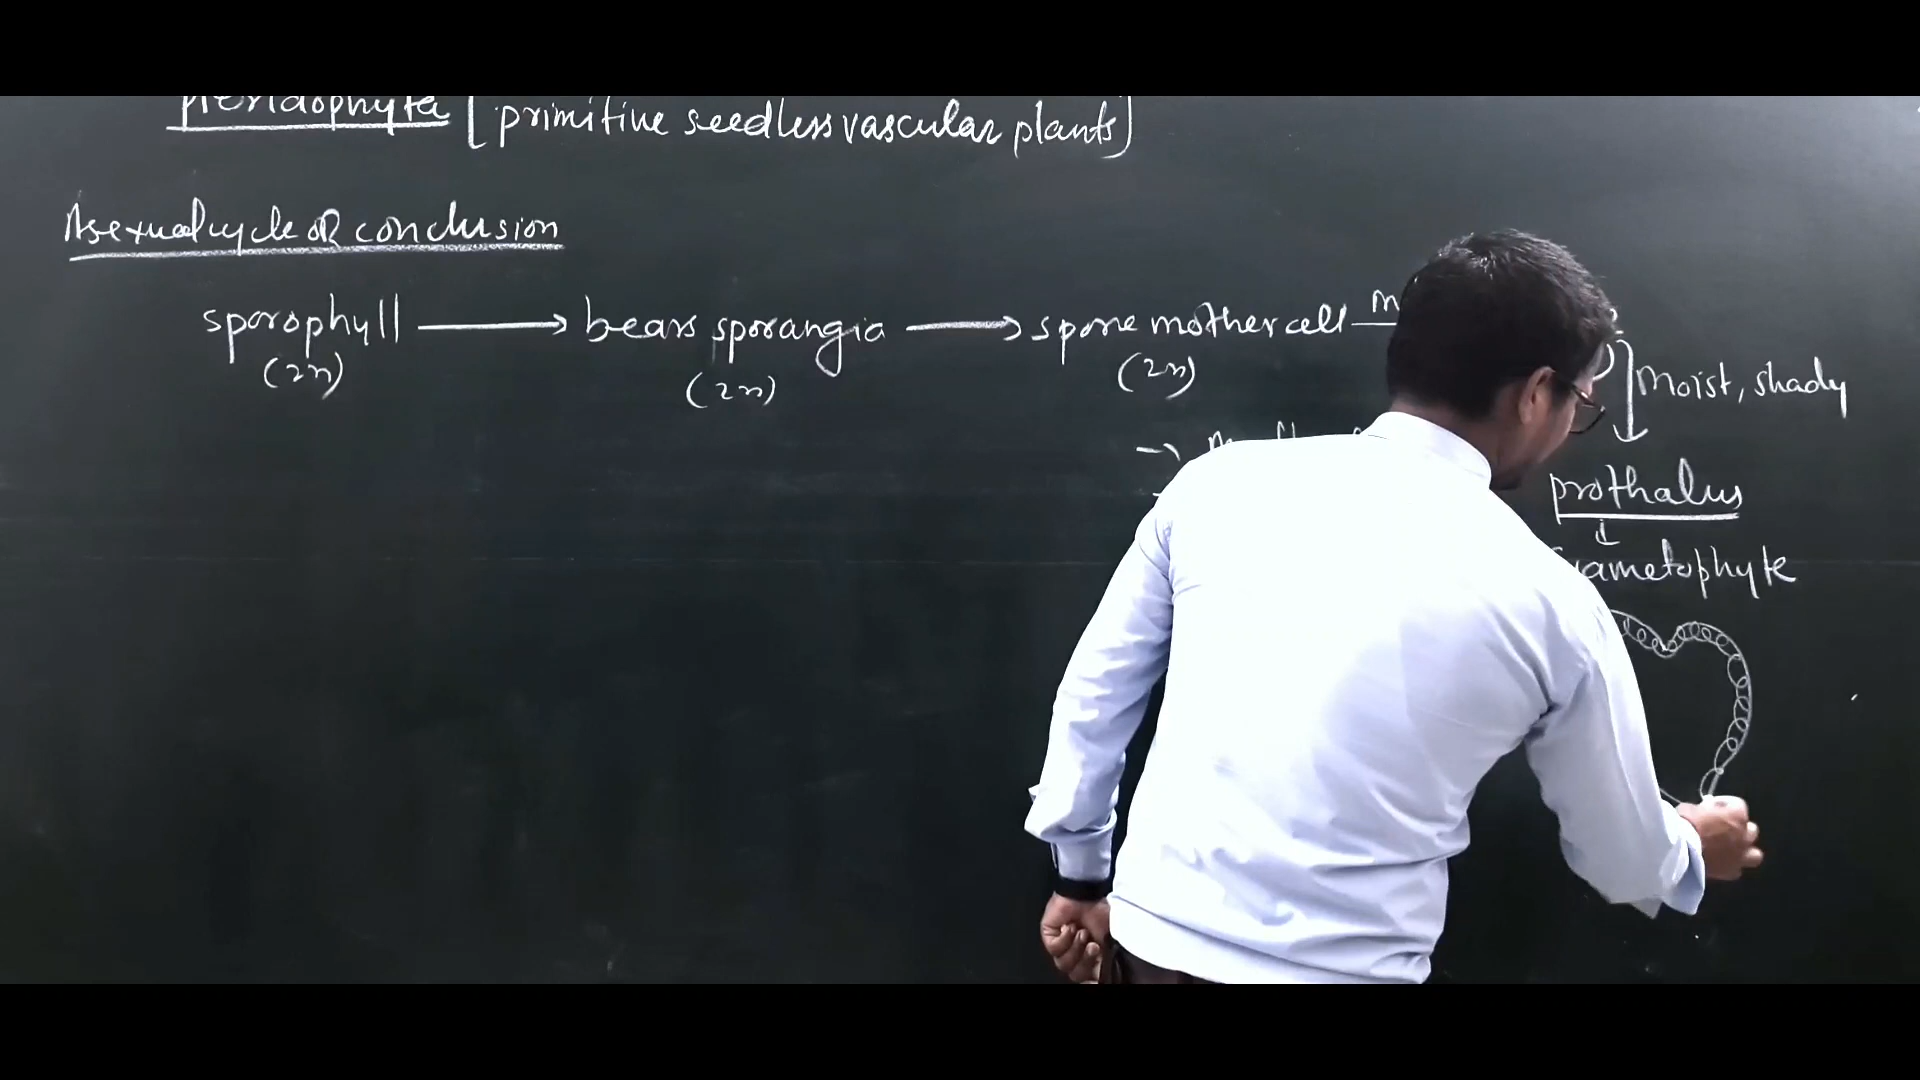 pteridophyta [primitive seedless vascular plants]
Asexual cycle OR conclusion
sporophyll → bears sporangia → spore mother cell
(2n) (2n) (2n)
moist, shady
prothalus
↓
gametophyte